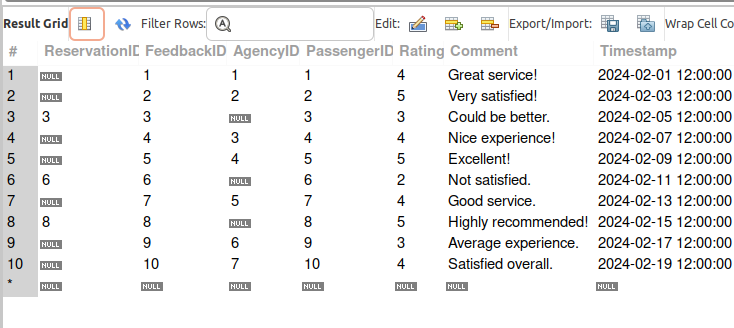 Result Grid Filter Rows: Edit: Export/Import: Wrap Cell Co
# ReservationID FeedbackID AgencyID PassengerID Rating Comment Timestamp
1 NULL 1 1 1 4 Great service! 2024-02-01 12:00:00
2 NULL 2 2 2 5 Very satisfied! 2024-02-03 12:00:00
3 3 3 NULL 3 3 Could be better. 2024-02-05 12:00:00
4 NULL 4 3 4 4 Nice experience! 2024-02-07 12:00:00
5 NULL 5 4 5 5 Excellent! 2024-02-09 12:00:00
6 6 6 NULL 6 2 Not satisfied. 2024-02-11 12:00:00
7 NULL 7 5 7 4 Good service. 2024-02-13 12:00:00
8 8 8 NULL 8 5 Highly recommended! 2024-02-15 12:00:00
9 NULL 9 6 9 3 Average experience. 2024-02-17 12:00:00
10 NULL 10 7 10 4 Satisfied overall. 2024-02-19 12:00:00
* NULL NULL NULL NULL NULL NULL NULL